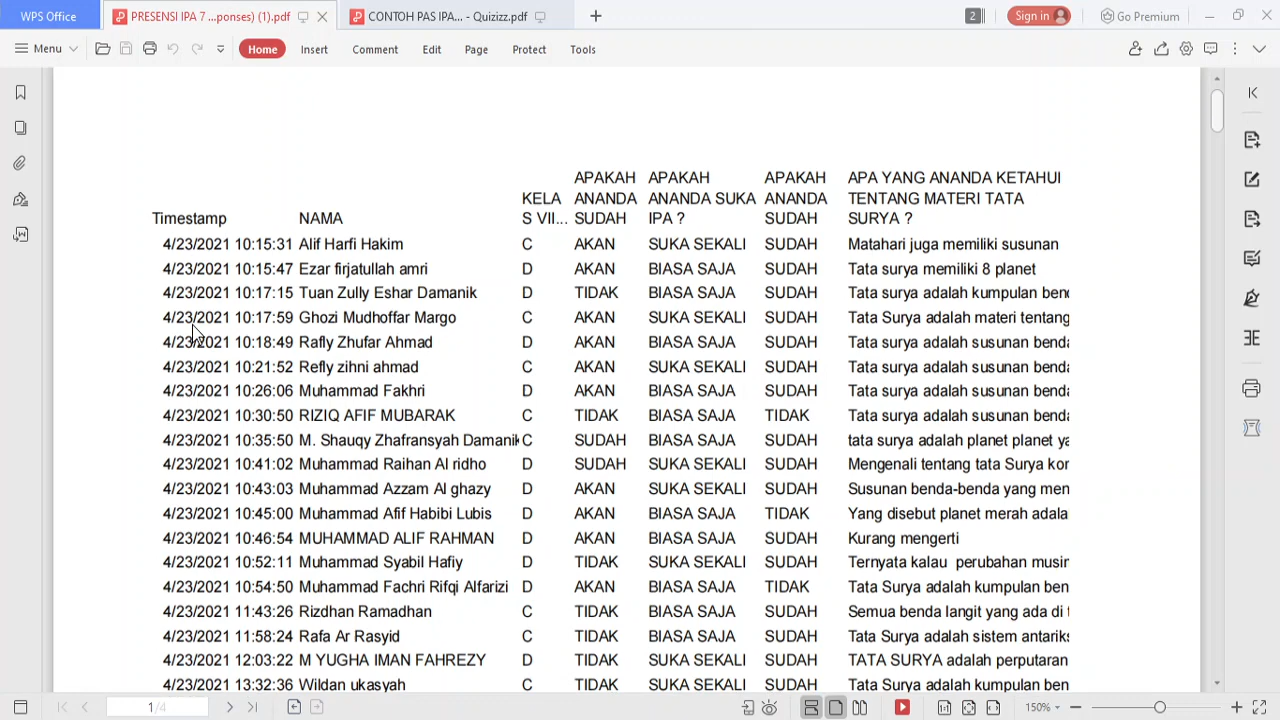 WPS Office PRESENSI IPA 7 ...ponses) (1).pdf CONTOH PAS IPA... - Quizizz.pdf 2 Sign in Go Premium
Menu Home Insert Comment Edit Page Protect Tools
APAKAH APAKAH APAKAH APA YANG ANANDA KETAHUI
KELA ANANDA ANANDA SUKA ANANDA TENTANG MATERI TATA
Timestamp NAMA S VII... SUDAH IPA ? SUDAH SURYA ?
4/23/2021 10:15:31 Alif Harfi Hakim C AKAN SUKA SEKALI SUDAH Matahari juga memiliki susunan
4/23/2021 10:15:47 Ezar firjatullah amri D AKAN BIASA SAJA SUDAH Tata surya memiliki 8 planet
4/23/2021 10:17:15 Tuan Zully Eshar Damanik D TIDAK BIASA SAJA SUDAH Tata surya adalah kumpulan ben
4/23/2021 10:17:59 Ghozi Mudhoffar Margo C AKAN SUKA SEKALI SUDAH Tata Surya adalah materi tentang
4/23/2021 10:18:49 Rafly Zhufar Ahmad D AKAN BIASA SAJA SUDAH Tata surya adalah susunan benda
4/23/2021 10:21:52 Refly zihni ahmad C AKAN SUKA SEKALI SUDAH Tata surya adalah susunan benda
4/23/2021 10:26:06 Muhammad Fakhri D AKAN BIASA SAJA SUDAH Tata surya adalah susunan benda
4/23/2021 10:30:50 RIZIQ AFIF MUBARAK C TIDAK BIASA SAJA TIDAK Tata surya adalah susunan benda
4/23/2021 10:35:50 M. Shauqy Zhafransyah Damanik C SUDAH BIASA SAJA SUDAH tata surya adalah planet planet ya
4/23/2021 10:41:02 Muhammad Raihan Al ridho D SUDAH SUKA SEKALI SUDAH Mengenali tentang tata Surya kor
4/23/2021 10:43:03 Muhammad Azzam Al ghazy D AKAN SUKA SEKALI SUDAH Susunan benda-benda yang men
4/23/2021 10:45:00 Muhammad Afif Habibi Lubis D AKAN BIASA SAJA TIDAK Yang disebut planet merah adala
4/23/2021 10:46:54 MUHAMMAD ALIF RAHMAN D AKAN BIASA SAJA SUDAH Kurang mengerti
4/23/2021 10:52:11 Muhammad Syabil Hafiy D TIDAK SUKA SEKALI SUDAH Ternyata kalau perubahan musim
4/23/2021 10:54:50 Muhammad Fachri Rifqi Alfarizi D AKAN BIASA SAJA TIDAK Tata Surya adalah kumpulan ben
4/23/2021 11:43:26 Rizdhan Ramadhan C TIDAK BIASA SAJA SUDAH Semua benda langit yang ada di
4/23/2021 11:58:24 Rafa Ar Rasyid C TIDAK BIASA SAJA SUDAH Tata Surya adalah sistem antariks
4/23/2021 12:03:22 M YUGHA IMAN FAHREZY D TIDAK SUKA SEKALI SUDAH TATA SURYA adalah perputaran
4/23/2021 13:32:36 Wildan ukasyah C TIDAK SUKA SEKALI SUDAH Tata Surya adalah kumpulan ben
1/4 150%